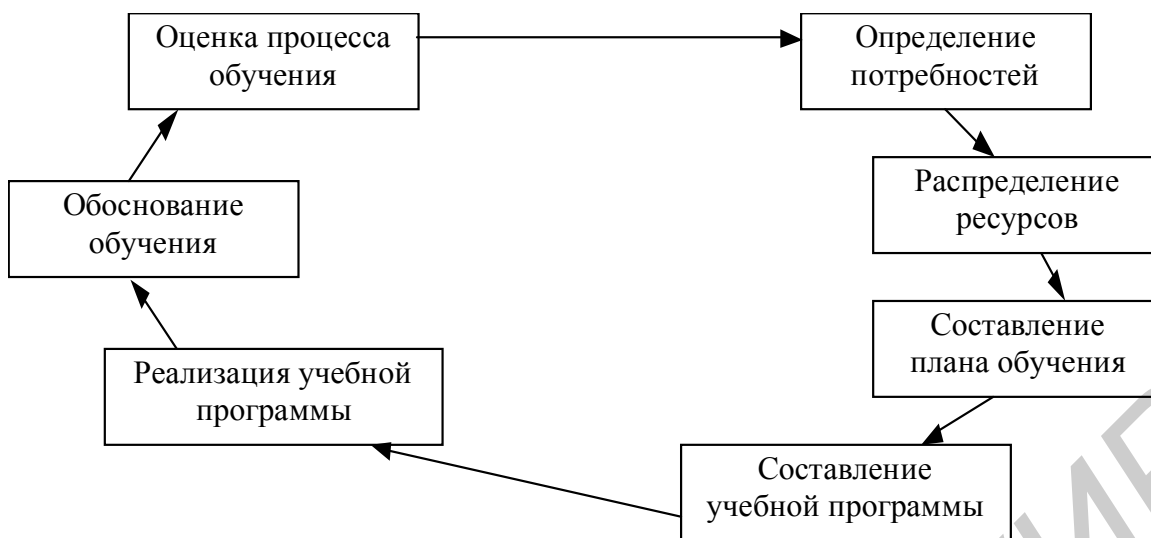 Оценка процесса
обучения
Определение
потребностей
Распределение
ресурсов
Составление
плана обучения
Составление
учебной программы
Реализация учебной
программы
Обоснование
обучения